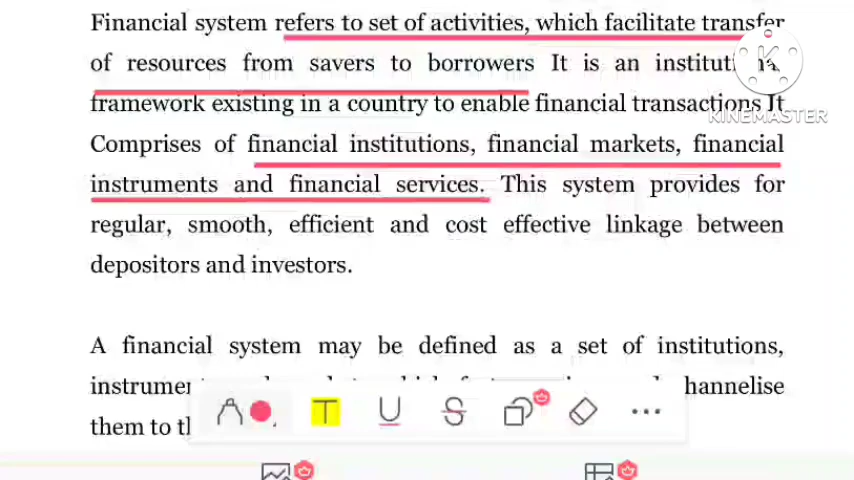 Financial system refers to set of activities, which facilitate transfer
of resources from savers to borrowers It is an
framework existing in a country to enable financial transactions It
KINEMASTER
Comprises of financial institutions, financial markets, financial
instruments and financial services. This system provides for
regular, smooth, efficient and cost effective linkage between
depositors and investors.
A financial system may be defined as a set of institutions,
them to
T
U
S